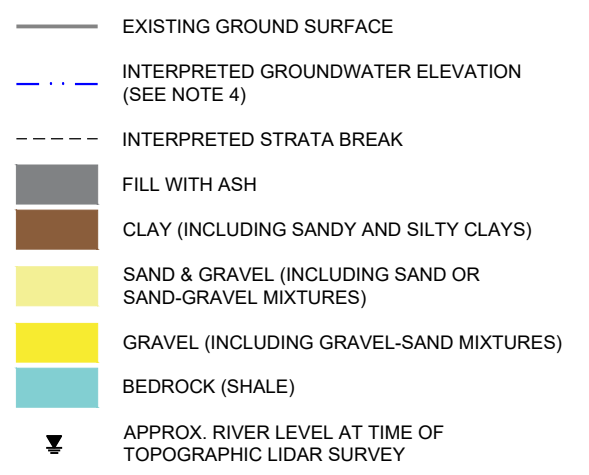 EXISTING GROUND SURFACE
INTERPRETED GROUNDWATER ELEVATION
(SEE NOTE 4)
INTERPRETED STRATA BREAK
FILL WITH ASH
CLAY (INCLUDING SANDY AND SILTY CLAYS)
SAND & GRAVEL (INCLUDING SAND OR
SAND-GRAVEL MIXTURES)
GRAVEL (INCLUDING GRAVEL-SAND MIXTURES)
BEDROCK (SHALE)
APPROX. RIVER LEVEL AT TIME OF
TOPOGRAPHIC LIDAR SURVEY